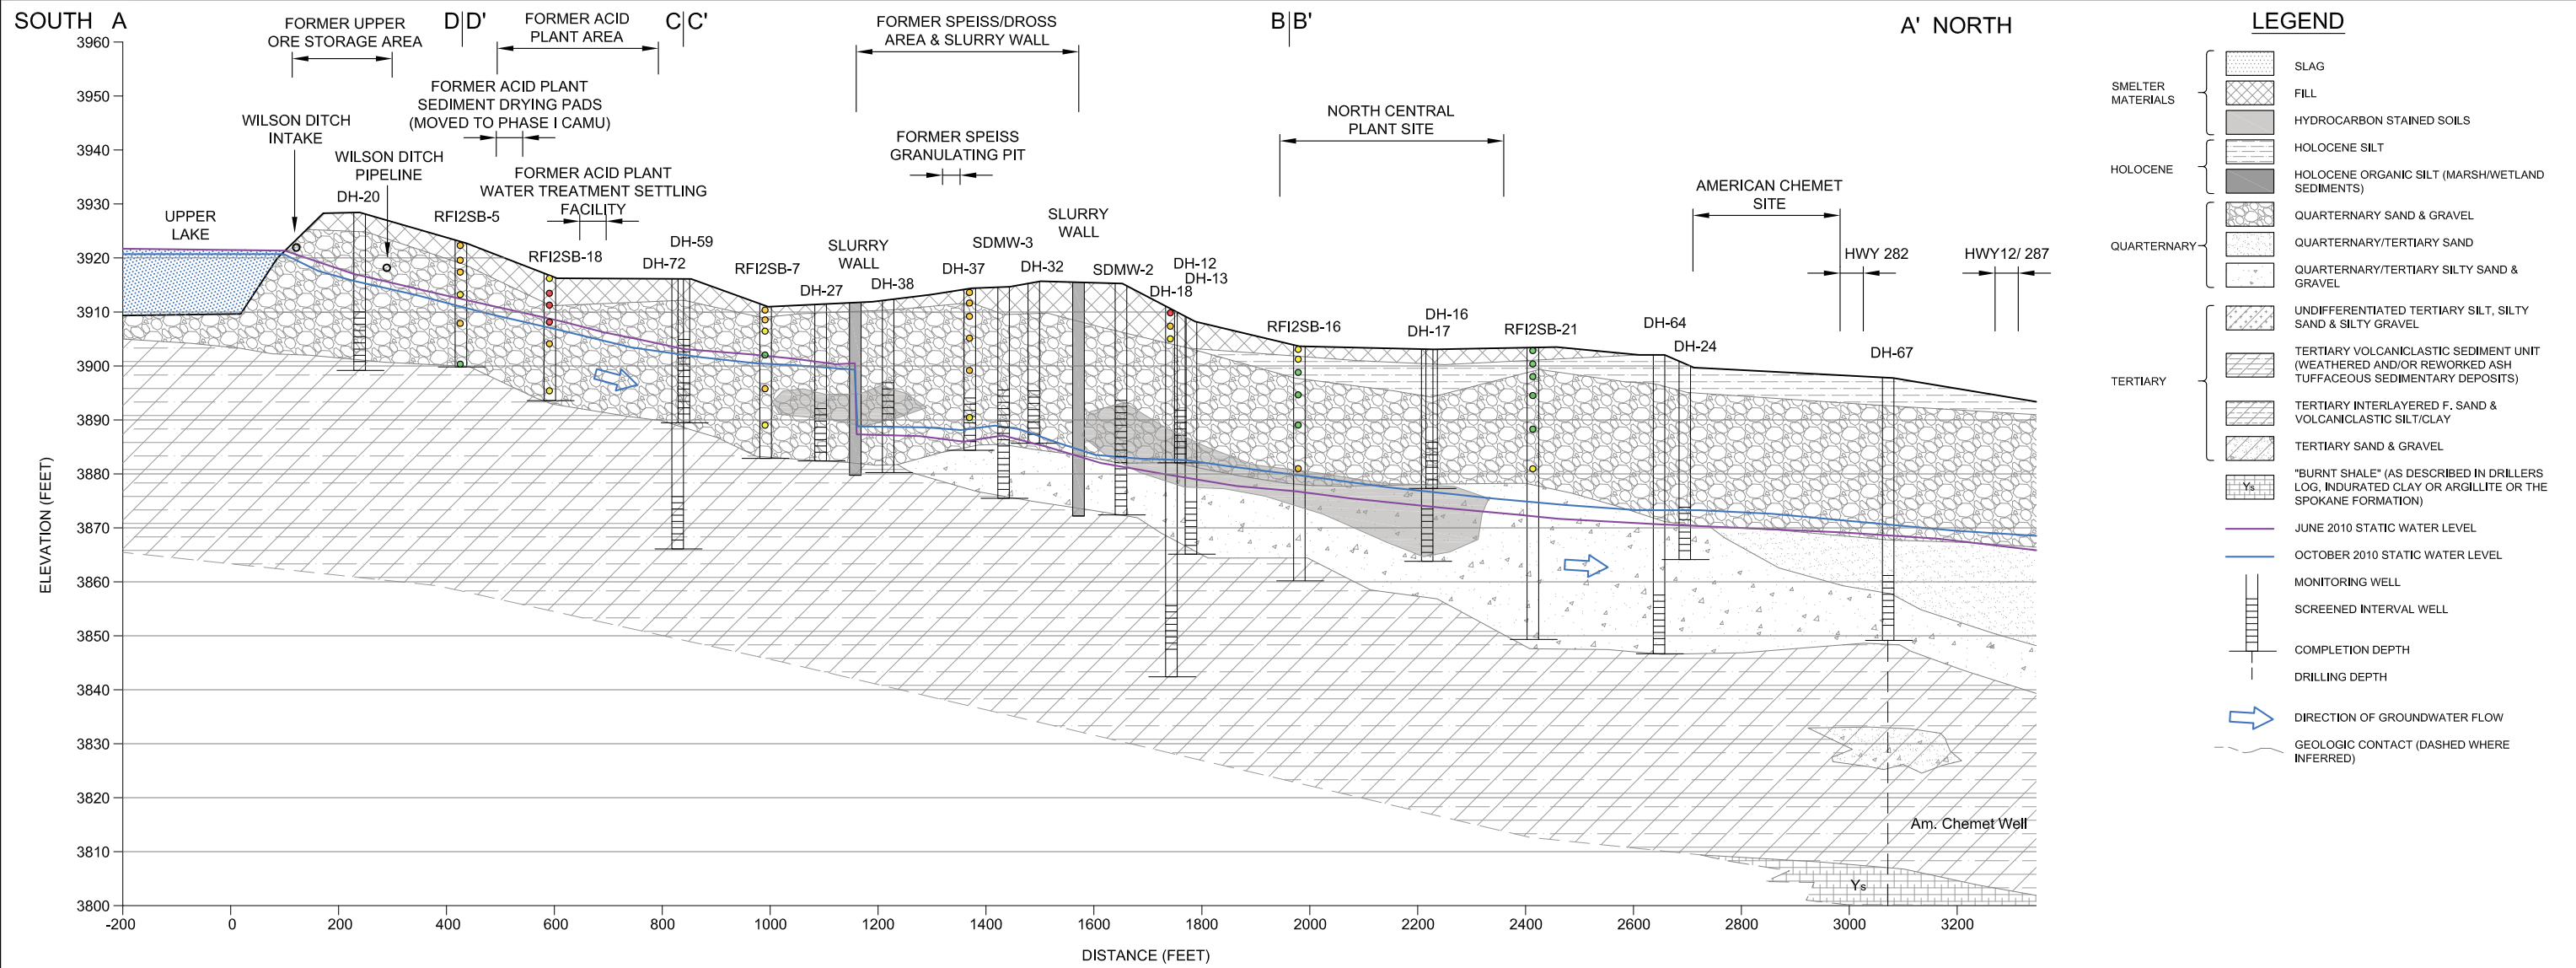 SOUTH A
FORMER UPPER
ORE STORAGE AREA
D|D'
FORMER ACID
PLANT AREA
C|C'
FORMER SPEISS/DROSS
AREA & SLURRY WALL
B|B'
A' NORTH
FORMER ACID PLANT
SEDIMENT DRYING PADS
(MOVED TO PHASE I CAMU)
WILSON DITCH
INTAKE
WILSON DITCH
PIPELINE
FORMER ACID PLANT
WATER TREATMENT SETTLING
FACILITY
FORMER SPEISS
GRANULATING PIT
NORTH CENTRAL
PLANT SITE
AMERICAN CHEMET
SITE
HWY 282
HWY12/ 287
UPPER
LAKE
DH-20
RFI2SB-5
RFI2SB-18
DH-59
DH-72
RFI2SB-7
SLURRY
WALL
DH-27
DH-38
DH-37
SDMW-3
DH-32
SLURRY
WALL
SDMW-2
DH-12
DH-13
DH-18
RFI2SB-16
DH-16
DH-17
RFI2SB-21
DH-64
DH-24
DH-67
Am. Chemet Well
Ys
ELEVATION (FEET)
3960
3950
3940
3930
3920
3910
3900
3890
3880
3870
3860
3850
3840
3830
3820
3810
3800
-200 0 200 400 600 800 1000 1200 1400 1600 1800 2000 2200 2400 2600 2800 3000 3200
DISTANCE (FEET)
LEGEND
SMELTER
MATERIALS
SLAG
FILL
HYDROCARBON STAINED SOILS
HOLOCENE
HOLOCENE SILT
HOLOCENE ORGANIC SILT (MARSH/WETLAND
SEDIMENTS)
QUARTERNARY
QUARTERNARY SAND & GRAVEL
QUARTERNARY/TERTIARY SAND
QUARTERNARY/TERTIARY SILTY SAND &
GRAVEL
TERTIARY
UNDIFFERENTIATED TERTIARY SILT, SILTY
SAND & SILTY GRAVEL
TERTIARY VOLCANICLASTIC SEDIMENT UNIT
(WEATHERED AND/OR REWORKED ASH
TUFFACEOUS SEDIMENTARY DEPOSITS)
TERTIARY INTERLAYERED F. SAND &
VOLCANICLASTIC SILT/CLAY
TERTIARY SAND & GRAVEL
Ys
"BURNT SHALE" (AS DESCRIBED IN DRILLERS
LOG, INDURATED CLAY OR ARGILLITE OR THE
SPOKANE FORMATION)
JUNE 2010 STATIC WATER LEVEL
OCTOBER 2010 STATIC WATER LEVEL
MONITORING WELL
SCREENED INTERVAL WELL
COMPLETION DEPTH
DRILLING DEPTH
DIRECTION OF GROUNDWATER FLOW
GEOLOGIC CONTACT (DASHED WHERE
INFERRED)